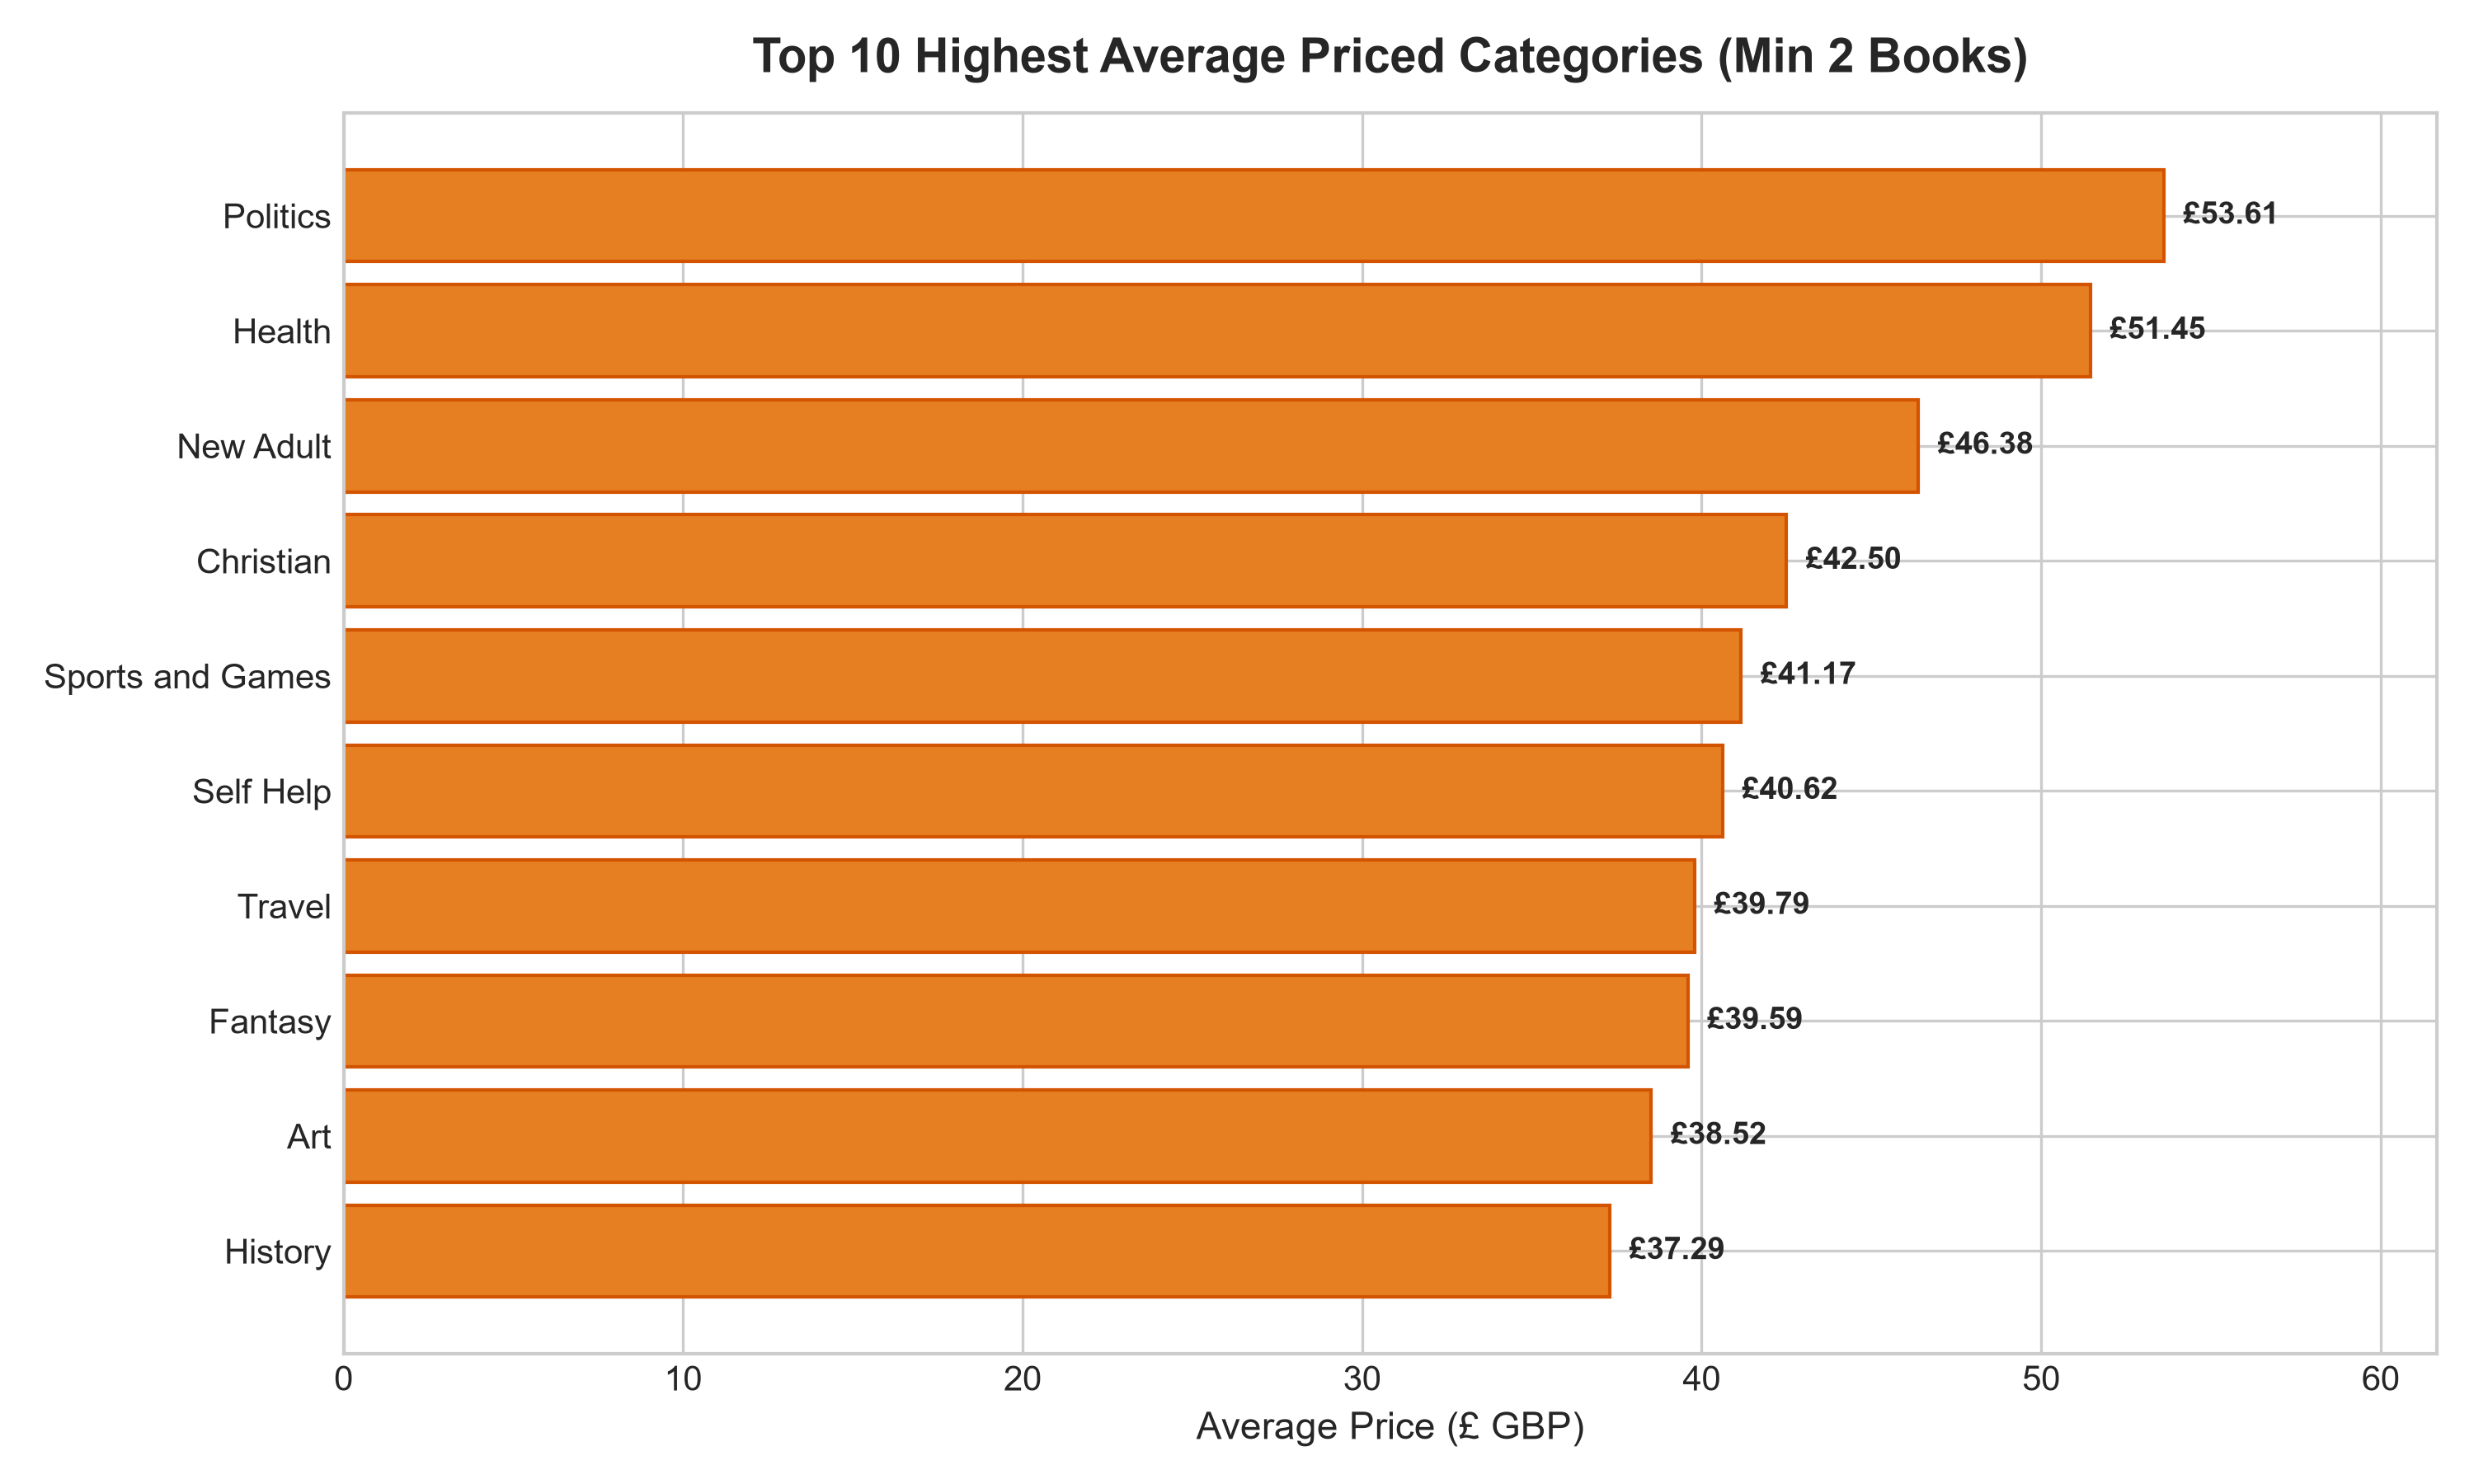 Top 10 Highest Average Priced Categories (Min 2 Books)
Politics £53.61
Health £51.45
New Adult £46.38
Christian £42.50
Sports and Games £41.17
Self Help £40.62
Travel £39.79
Fantasy £39.59
Art £38.52
History £37.29
0 10 20 30 40 50 60
Average Price (£ GBP)